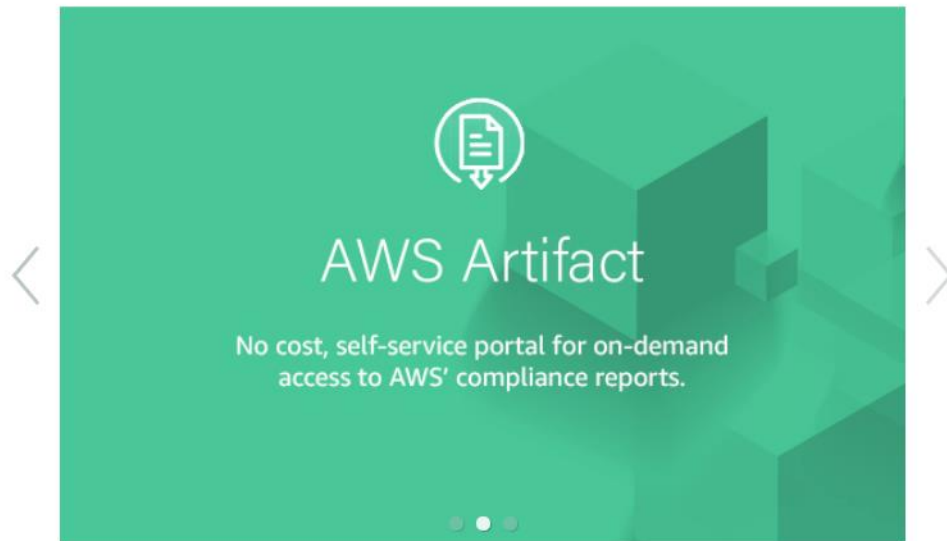 AWS Artifact
No cost, self-service portal for on-demand
access to AWS’ compliance reports.